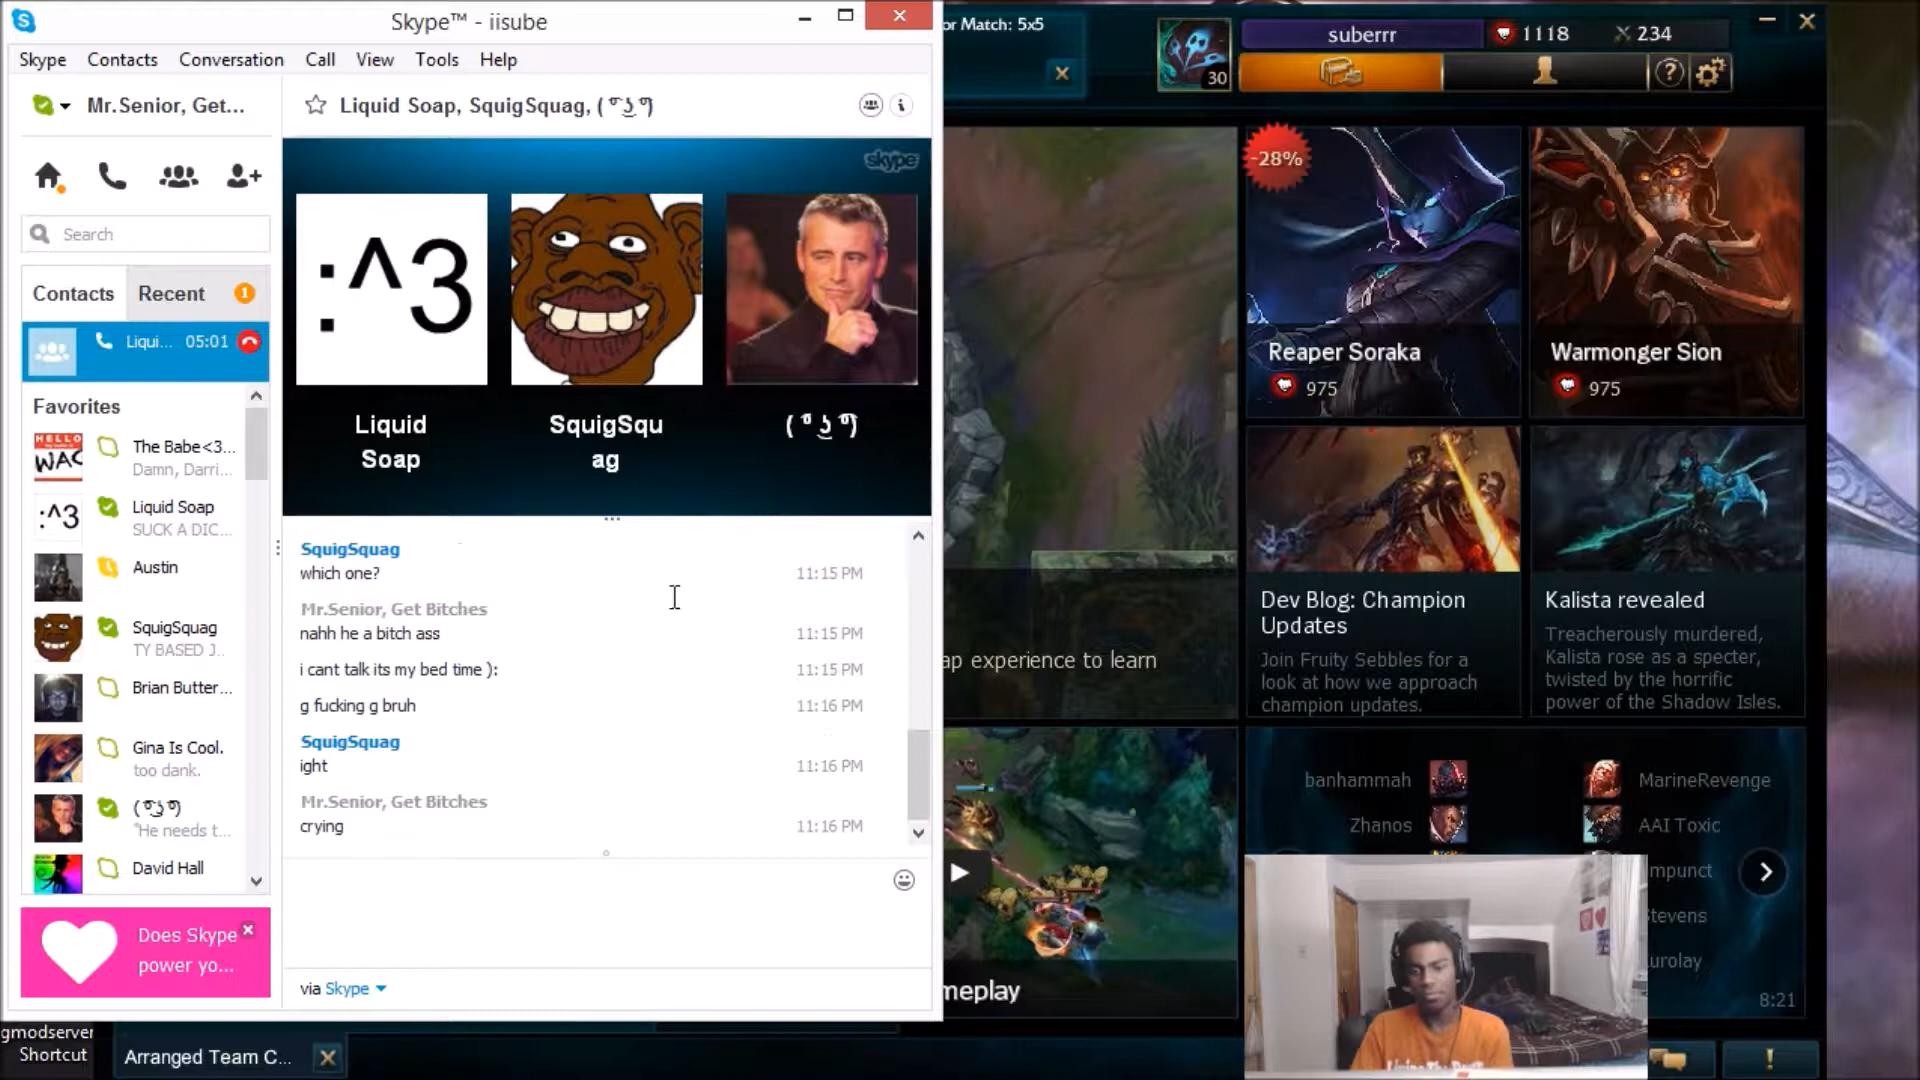 Skype™ - iisube
Skype Contacts Conversation Call View Tools Help
Mr.Senior, Get...
Liquid Soap, SquigSquag, ( ͡° ͜ʖ ͡°)
skype
:^3
Liquid
Soap
SquigSqu
ag
( ͡° ͜ʖ ͡°)
Search
Contacts
Recent
1
Liqui... 05:01
Favorites
HELLO
WAC
The Babe<3...
Damn, Darri...
:^3
Liquid Soap
SUCK A DIC...
Austin
SquigSquag
TY BASED J...
Brian Butter...
Gina Is Cool.
too dank.
( ͡° ͜ʖ ͡°)
"He needs t...
David Hall
Does Skype
power yo...
SquigSquag
which one? 11:15 PM
Mr.Senior, Get Bitches
nahh he a bitch ass 11:15 PM
i cant talk its my bed time ): 11:15 PM
g fucking g bruh 11:16 PM
SquigSquag
ight 11:16 PM
Mr.Senior, Get Bitches
crying 11:16 PM
via Skype
or Match: 5x5
30
suberrr
1118
234
?
-28%
Reaper Soraka
975
Warmonger Sion
975
Dev Blog: Champion
Updates
Join Fruity Sebbles for a
look at how we approach
champion updates.
Kalista revealed
Treacherously murdered,
Kalista rose as a specter,
twisted by the horrific
power of the Shadow Isles.
ap experience to learn
meplay
banhammah
MarineRevenge
Zhanos
AAI Toxic
mpunct
Stevens
urolay
8:21
gmodserver
Shortcut
Arranged Team C...